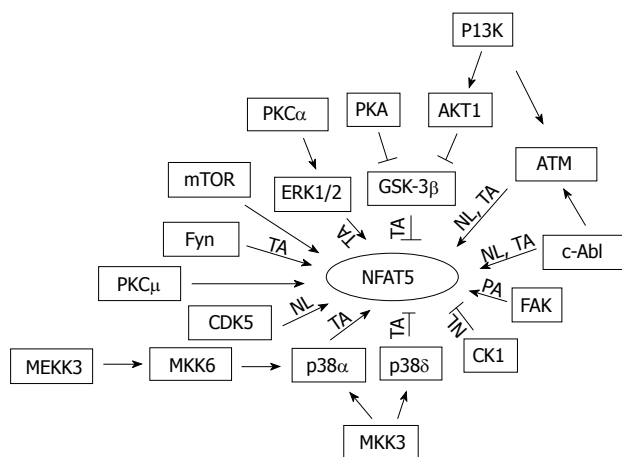 P13K
PKCα
PKA
AKT1
mTOR
ERK1/2
GSK-3β
ATM
NL, TA
TA
TA
Fyn
TA
NL, TA
c-Abl
NFAT5
PKCμ
PA
FAK
CDK5
NL
TA
TA
NL
CK1
MEKK3
MKK6
p38α
p38δ
MKK3